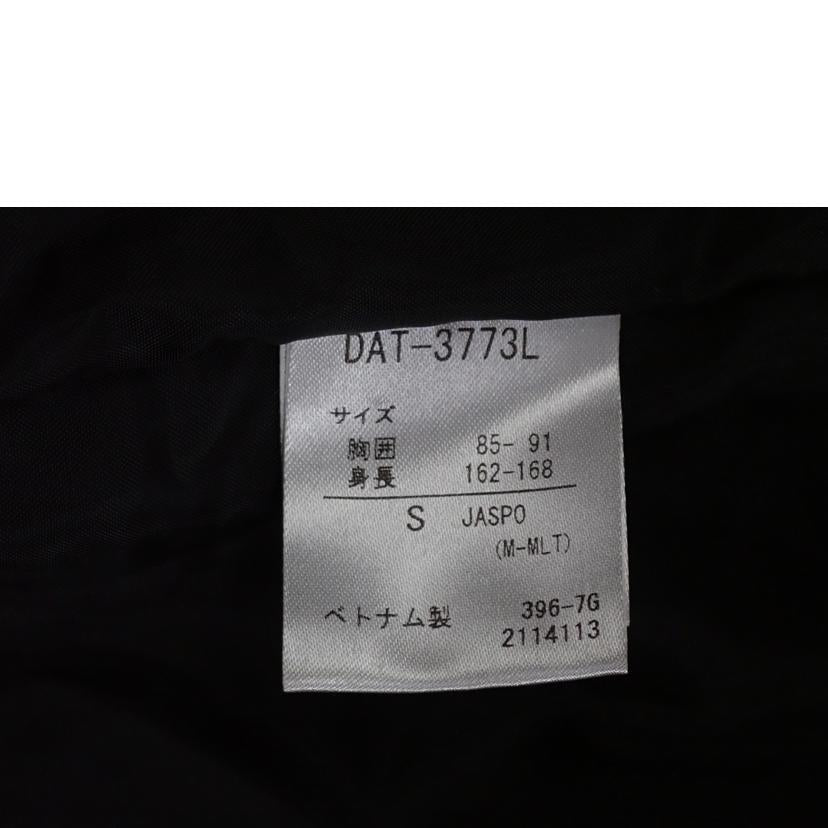 DAT-3773L
サイズ
胸囲 85- 91
身長 162-168
S JASPO
(M-MLT)
ベトナム製 396-7G
2114113